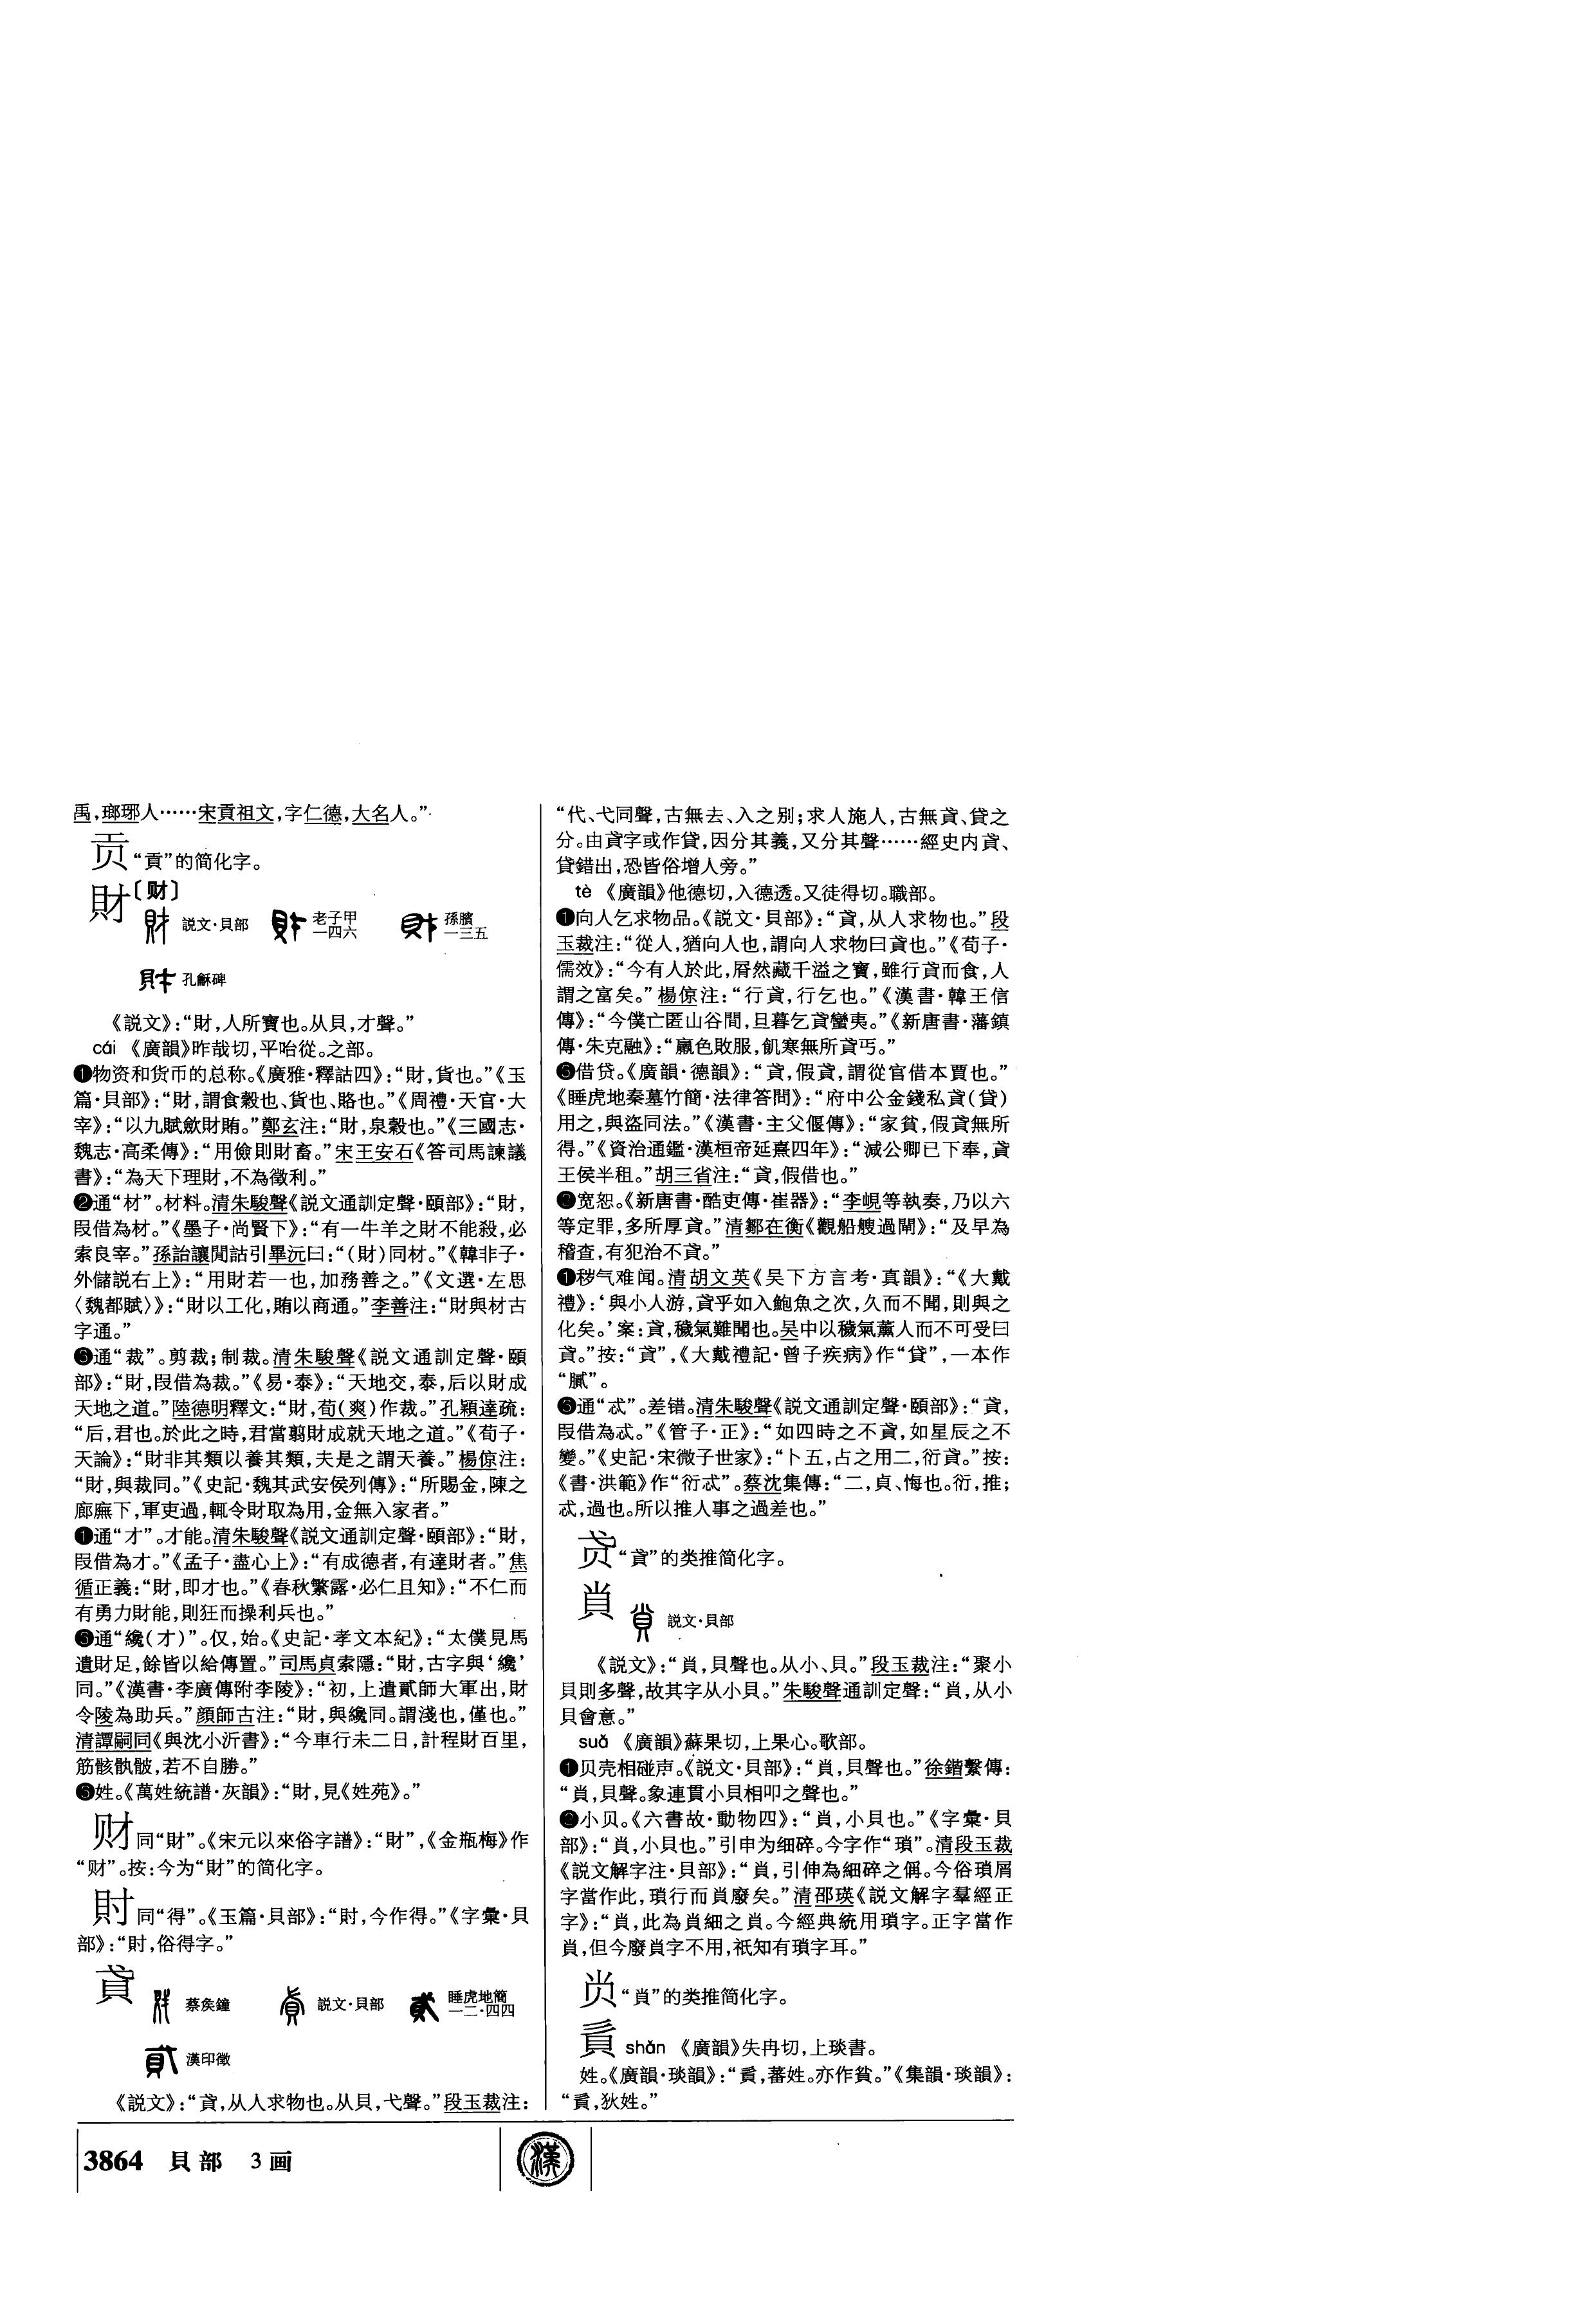 禹，瑯琊人……宋貢祖文，字仁德，大名人。”
贡“貢”的简化字。
財〔财〕
説文·貝部 老子甲一四六 孫臏一三五
孔龢碑
《説文》：“財，人所寶也。从貝，才聲。”
cái 《廣韻》昨哉切，平咍從。之部。
❶物资和货币的总称。《廣雅·釋詁四》：“財，貨也。”《玉
篇·貝部》：“財，謂食穀也、貨也、賂也。”《周禮·天官·大
宰》：“以九賦斂財賄。”鄭玄注：“財，泉穀也。”《三國志·
魏志·高柔傳》：“用儉則財畜。”宋王安石《答司馬諫議
書》：“為天下理財，不為徵利。”
❷通“材”。材料。清朱駿聲《説文通訓定聲·頤部》：“財，
叚借為材。”《墨子·尚賢下》：“有一牛羊之財不能殺，必
索良宰。”孫詒讓閒詁引畢沅曰：“（財）同材。”《韓非子·
外儲説右上》：“用財若一也，加務善之。”《文選·左思
〈魏都賦〉》：“財以工化，賄以商通。”李善注：“財與材古
字通。”
❸通“裁”。剪裁；制裁。清朱駿聲《説文通訓定聲·頤
部》：“財，叚借為裁。”《易·泰》：“天地交，泰，后以財成
天地之道。”陸德明釋文：“財，荀（爽）作裁。”孔穎達疏：
“后，君也。於此之時，君當翦財成就天地之道。”《荀子·
天論》：“財非其類以養其類，夫是之謂天養。”楊倞注：
“財，與裁同。”《史記·魏其武安侯列傳》：“所賜金，陳之
廊廡下，軍吏過，輒令財取為用，金無入家者。”
❹通“才”。才能。清朱駿聲《説文通訓定聲·頤部》：“財，
叚借為才。”《孟子·盡心上》：“有成德者，有達財者。”焦
循正義：“財，即才也。”《春秋繁露·必仁且知》：“不仁而
有勇力財能，則狂而操利兵也。”
❺通“纔（才）”。仅，始。《史記·孝文本紀》：“太僕見馬
遺財足，餘皆以給傳置。”司馬貞索隱：“財，古字與‘纔’
同。”《漢書·李廣傳附李陵》：“初，上遣貳師大軍出，財
令陵為助兵。”顔師古注：“財，與纔同。謂淺也，僅也。”
清譚嗣同《與沈小沂書》：“今車行未二日，計程財百里，
筋骸骩骳，若不自勝。”
❻姓。《萬姓統譜·灰韻》：“財，見《姓苑》。”
财同“財”。《宋元以來俗字譜》：“財”，《金瓶梅》作
“财”。按：今为“財”的简化字。
䝰同“得”。《玉篇·貝部》：“䝰，今作得。”《字彙·貝
部》：“䝰，俗得字。”
貣
蔡侯鐘 説文·貝部 睡虎地簡一二·四四
漢印徵
《説文》：“貣，从人求物也。从貝，弋聲。”段玉裁注：
“代、弋同聲，古無去、入之别；求人施人，古無貣、貸之
分。由貣字或作貸，因分其義，又分其聲……經史内貣、
貸錯出，恐皆俗增人旁。”
tè 《廣韻》他德切，入德透。又徒得切。職部。
❶向人乞求物品。《説文·貝部》：“貣，从人求物也。”段
玉裁注：“從人，猶向人也，謂向人求物曰貣也。”《荀子·
儒效》：“今有人於此，屑然藏千溢之寶，雖行貣而食，人
謂之富矣。”楊倞注：“行貣，行乞也。”《漢書·韓王信
傳》：“今僕亡匿山谷間，旦暮乞貣蠻夷。”《新唐書·藩鎮
傳·朱克融》：“羸色敗服，飢寒無所貣丐。”
❷借贷。《廣韻·德韻》：“貣，假貣，謂從官借本賈也。”
《睡虎地秦墓竹簡·法律答問》：“府中公金錢私貣（貸）
用之，與盜同法。”《漢書·主父偃傳》：“家貧，假貣無所
得。”《資治通鑑·漢桓帝延熹四年》：“減公卿已下奉，貣
王侯半租。”胡三省注：“貣，假借也。”
❸宽恕。《新唐書·酷吏傳·崔器》：“李峴等執奏，乃以六
等定罪，多所厚貣。”清鄒在衡《觀船艘過閘》：“及早為
稽查，有犯治不貣。”
❹秽气难闻。清胡文英《吴下方言考·真韻》：“《大戴
禮》：‘與小人游，貣乎如入鮑魚之次，久而不聞，則與之
化矣。’案：貣，穢氣難聞也。吴中以穢氣薰人而不可受曰
貣。”按：“貣”，《大戴禮記·曾子疾病》作“貸”，一本作
“膩”。
❺通“忒”。差错。清朱駿聲《説文通訓定聲·頤部》：“貣，
叚借為忒。”《管子·正》：“如四時之不貣，如星辰之不
變。”《史記·宋微子世家》：“卜五，占之用二，衍貣。”按：
《書·洪範》作“衍忒”。蔡沈集傳：“二，貞、悔也。衍，推；
忒，過也。所以推人事之過差也。”
贷“貣”的类推简化字。
貟
説文·貝部
《説文》：“𧴪，貝聲也。从小、貝。”段玉裁注：“聚小
貝則多聲，故其字从小貝。”朱駿聲通訓定聲：“𧴪，从小
貝會意。”
suǒ 《廣韻》蘇果切，上果心。歌部。
❶贝壳相碰声。《説文·貝部》：“𧴪，貝聲也。”徐鍇繫傳：
“𧴪，貝聲。象連貫小貝相叩之聲也。”
❷小贝。《六書故·動物四》：“𧴪，小貝也。”《字彙·貝
部》：“𧴪，小貝也。”引申为细碎。今字作“瑣”。清段玉裁
《説文解字注·貝部》：“𧴪，引伸為細碎之偁。今俗瑣屑
字當作此，瑣行而𧴪廢矣。”清邵瑛《説文解字羣經正
字》：“𧴪，此為𧴪細之𧴪。今經典統用瑣字。正字當作
𧴪，但今廢𧴪字不用，祇知有瑣字耳。”
“𧴪”的类推简化字。
shǎn 《廣韻》失冉切，上琰書。
姓。《廣韻·琰韻》：“，蕃姓。亦作貧。”《集韻·琰韻》：
“，狄姓。”
3864 貝部 3画
漢